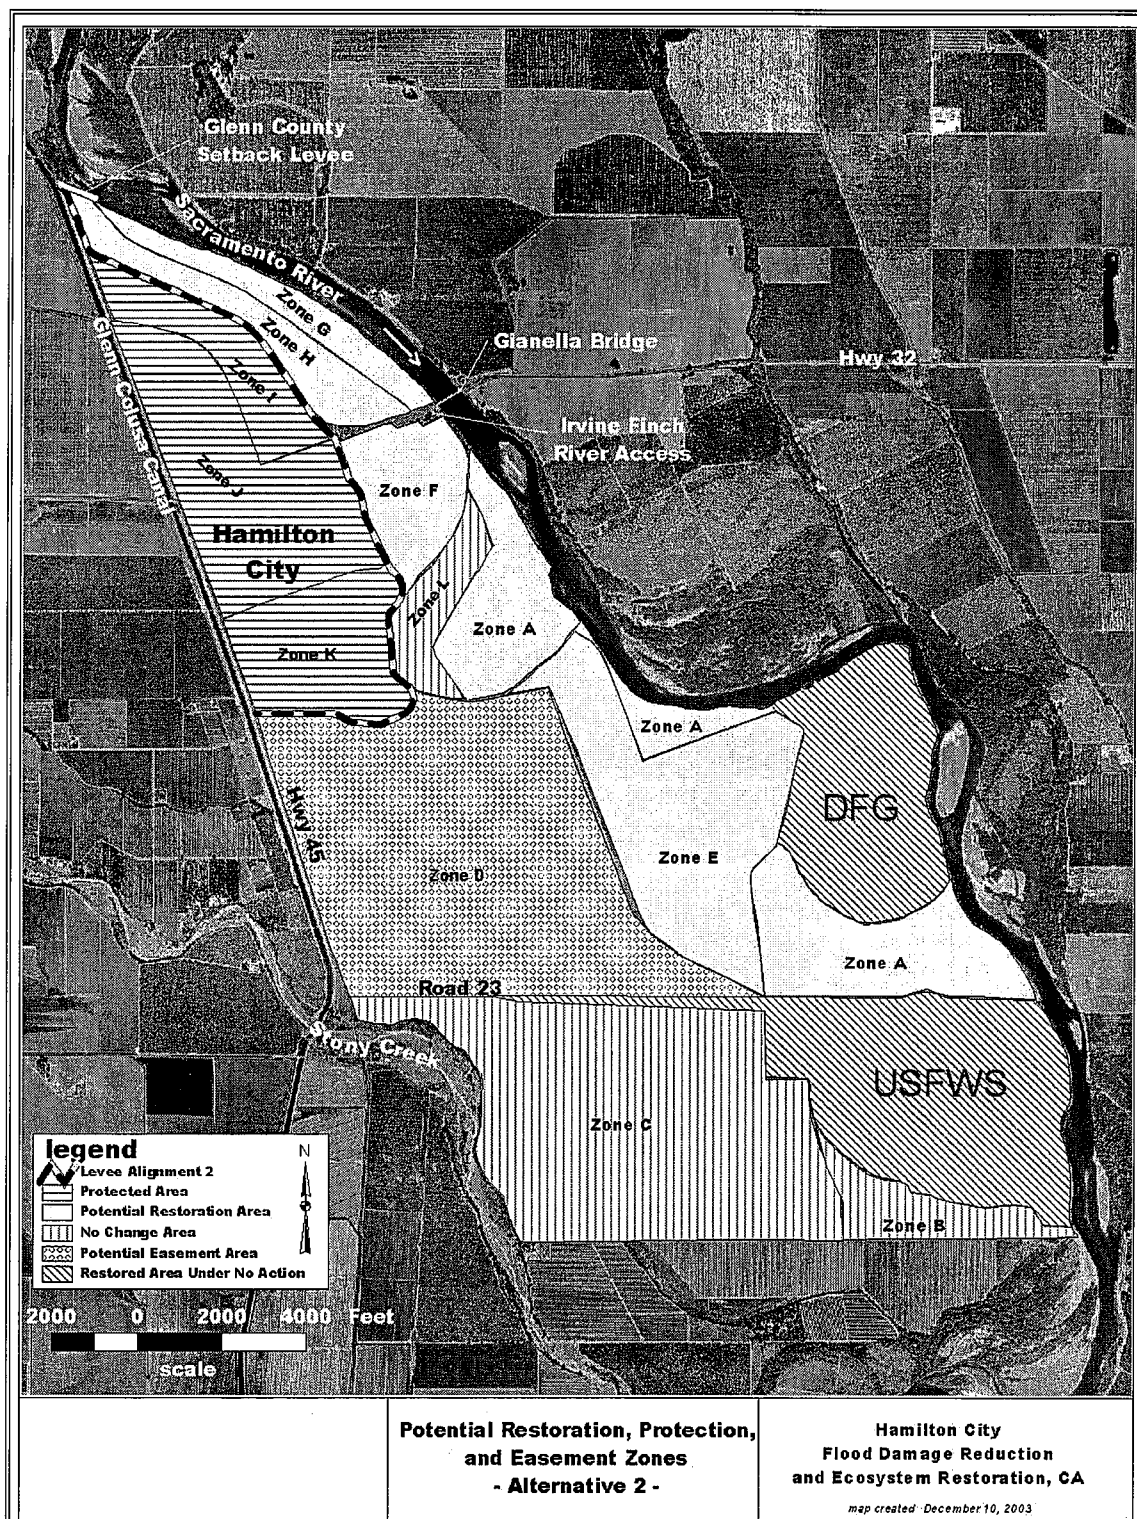 Glenn County
Setback Levee
Sacramento River
Zone G
Zone H
Gianella Bridge
Hwy 32
Glenn Colusa Canal
Zone I
Irvine Finch
River Access
Zone J
Zone F
Hamilton
City
Zone L
Zone A
Zone K
Zone A
Hwy 45
DFG
Zone E
Zone D
Zone A
Road 23
Stony Creek
USFWS
Zone C
Zone B
legend
N
Levee Alignment 2
Protected Area
Potential Restoration Area
No Change Area
Potential Easement Area
Restored Area Under No Action
2000 0 2000 4000 Feet
scale
Potential Restoration, Protection,
and Easement Zones
- Alternative 2 -
Hamilton City
Flood Damage Reduction
and Ecosystem Restoration, CA
map created December 10, 2003